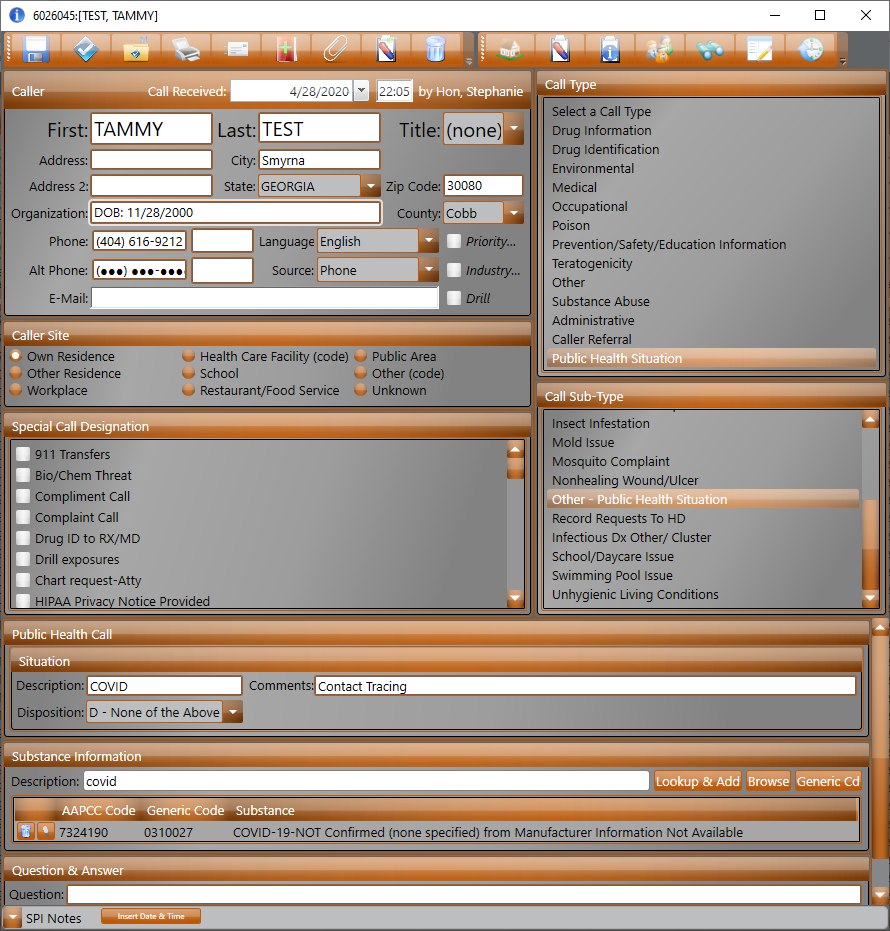 6026045:[TEST, TAMMY]
Caller Call Received: 4/28/2020 22:05 by Hon, Stephanie
First: TAMMY Last: TEST Title: (none)
Address: City: Smyrna
Address 2: State: GEORGIA Zip Code: 30080
Organization: DOB: 11/28/2000 County: Cobb
Phone: (404) 616-9212 Language English Priority...
Alt Phone: (●●●) ●●●-●●●● Source: Phone Industry...
E-Mail: Drill
Caller Site
Own Residence Health Care Facility (code) Public Area
Other Residence School Other (code)
Workplace Restaurant/Food Service Unknown
Special Call Designation
911 Transfers
Bio/Chem Threat
Compliment Call
Complaint Call
Drug ID to RX/MD
Drill exposures
Chart request-Atty
HIPAA Privacy Notice Provided
Call Type
Select a Call Type
Drug Information
Drug Identification
Environmental
Medical
Occupational
Poison
Prevention/Safety/Education Information
Teratogenicity
Other
Substance Abuse
Administrative
Caller Referral
Public Health Situation
Call Sub-Type
Insect Infestation
Mold Issue
Mosquito Complaint
Nonhealing Wound/Ulcer
Other - Public Health Situation
Record Requests To HD
Infectious Dx Other/ Cluster
School/Daycare Issue
Swimming Pool Issue
Unhygienic Living Conditions
Public Health Call
Situation
Description: COVID Comments: Contact Tracing
Disposition: D - None of the Above
Substance Information
Description: covid Lookup & Add Browse Generic Cd
AAPCC Code Generic Code Substance
7324190 0310027 COVID-19-NOT Confirmed (none specified) from Manufacturer Information Not Available
Question & Answer
Question:
SPI Notes Insert Date & Time